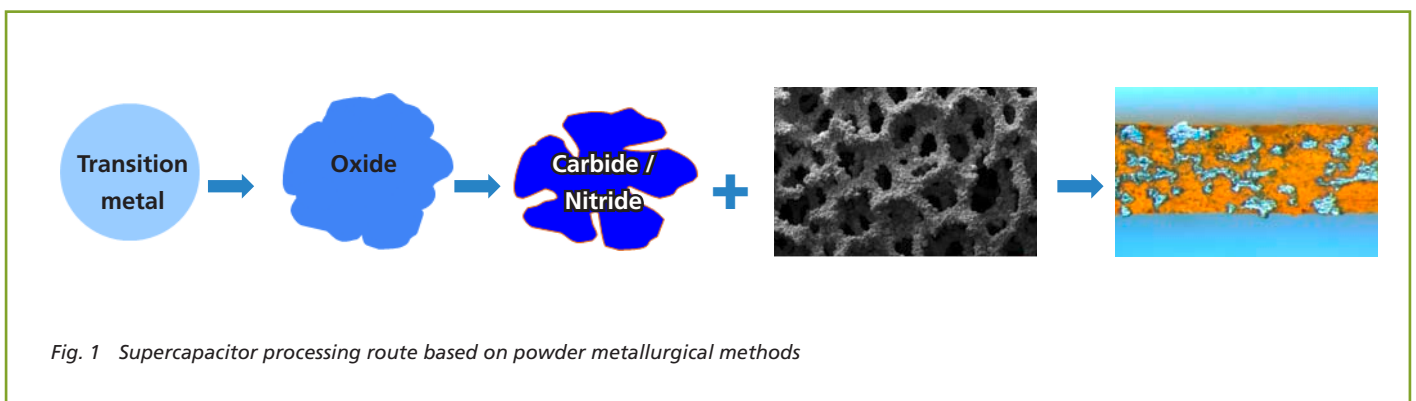 Transition
metal
Oxide
Carbide /
Nitride
+
Fig. 1 Supercapacitor processing route based on powder metallurgical methods